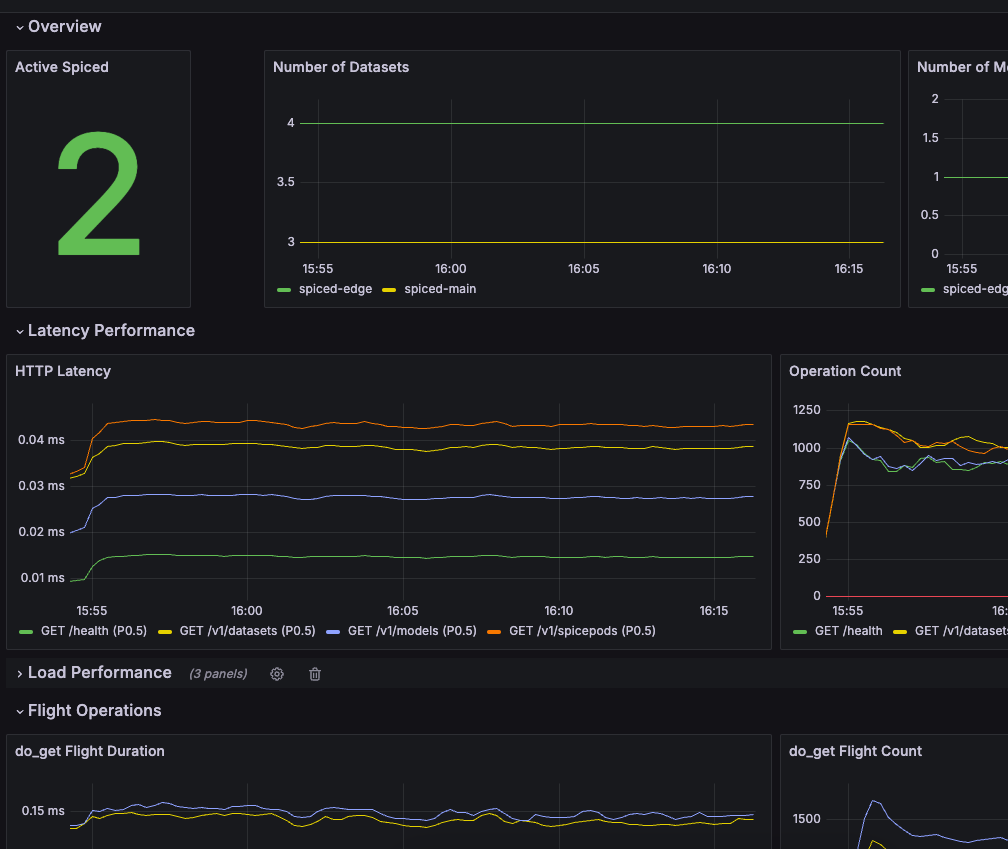 Overview
Active Spiced
2
Number of Datasets
4
3.5
3
15:55 16:00 16:05 16:10 16:15
spiced-edge spiced-main
Number of M
2
1.5
1
0.5
0
15:55
spiced-edg
Latency Performance
HTTP Latency
0.04 ms
0.03 ms
0.02 ms
0.01 ms
15:55 16:00 16:05 16:10 16:15
GET /health (P0.5) GET /v1/datasets (P0.5) GET /v1/models (P0.5) GET /v1/spicepods (P0.5)
Operation Count
1250
1000
750
500
250
0
15:55 16:
GET /health GET /v1/datasets
Load Performance (3 panels)
Flight Operations
do_get Flight Duration
0.15 ms
do_get Flight Count
1500